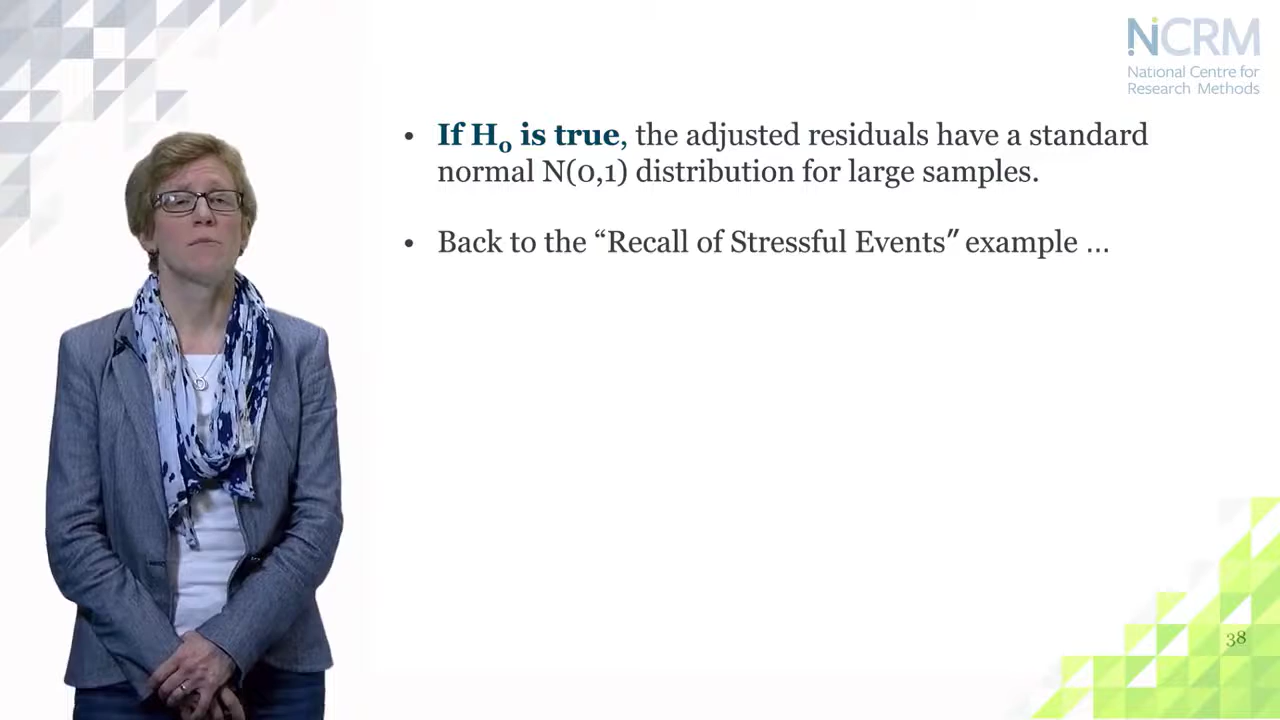 NCRM
National Centre for
Research Methods
• If H₀ is true, the adjusted residuals have a standard
normal N(0,1) distribution for large samples.
• Back to the “Recall of Stressful Events″ example ...
38